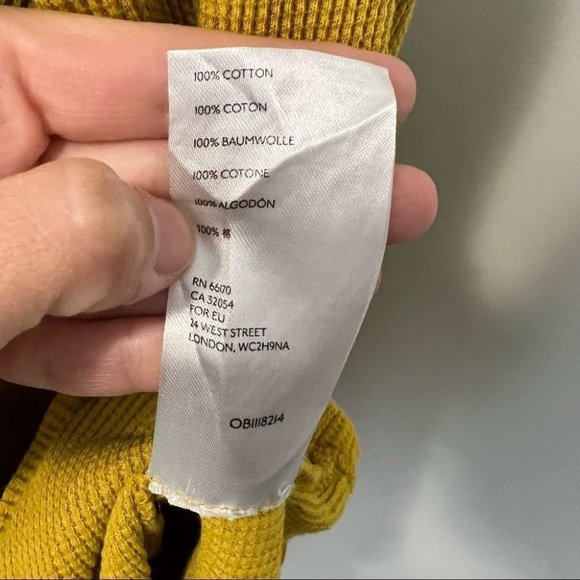 100% COTTON
100% COTON
100% BAUMWOLLE
100% COTONE
100% ALGODÓN
100% 棉
RN 66170
CA 32054
FOR EU
24 WEST STREET
LONDON, WC2H9NA
OB1118214